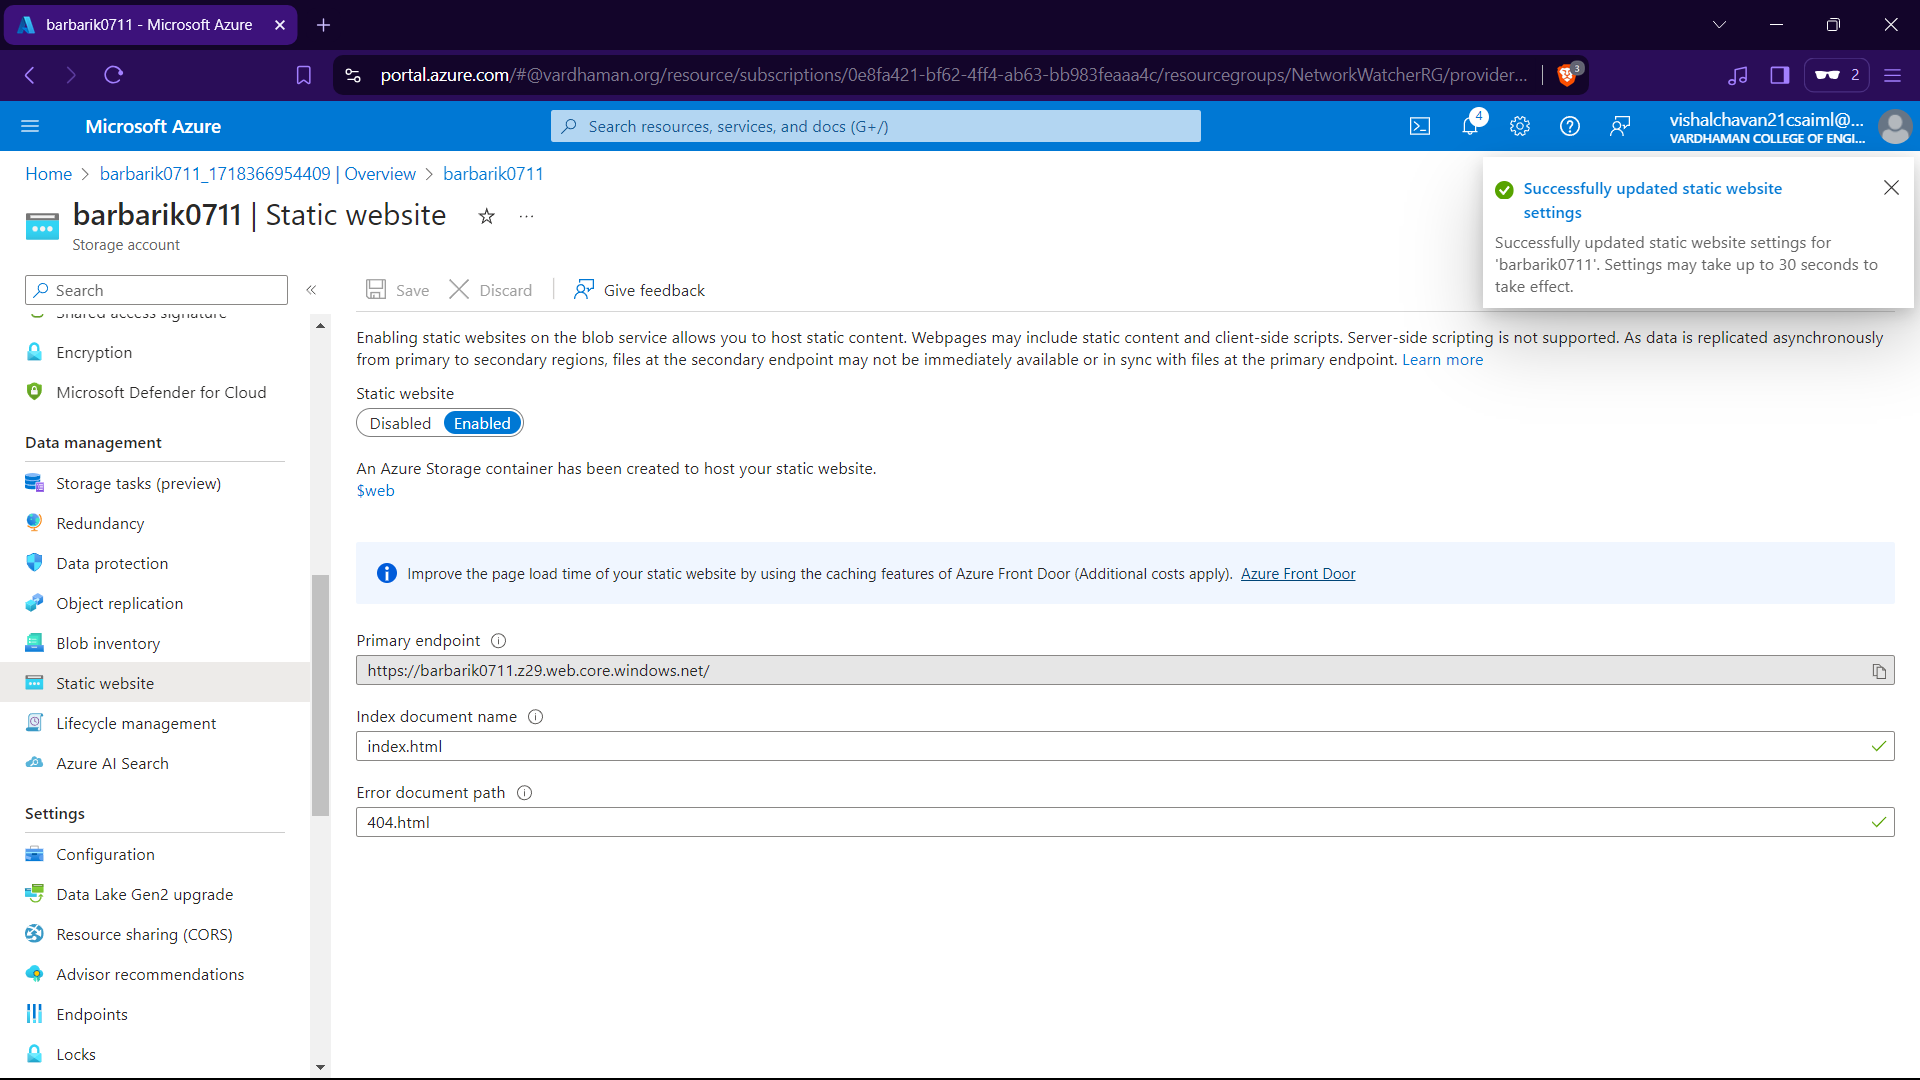 barbarik0711 - Microsoft Azure
portal.azure.com/#@vardhaman.org/resource/subscriptions/0e8fa421-bf62-4ff4-ab63-bb983feaaa4c/resourcegroups/NetworkWatcherRG/provider...
3
2
Microsoft Azure
Search resources, services, and docs (G+/)
4
vishalchavan21csaiml@...
VARDHAMAN COLLEGE OF ENGI...
Home > barbarik0711_1718366954409 | Overview > barbarik0711
barbarik0711 | Static website
Storage account
Successfully updated static website
settings
Successfully updated static website settings for
'barbarik0711'. Settings may take up to 30 seconds to
take effect.
Search
Shared access signature
Encryption
Microsoft Defender for Cloud
Data management
Storage tasks (preview)
Redundancy
Data protection
Object replication
Blob inventory
Static website
Lifecycle management
Azure AI Search
Settings
Configuration
Data Lake Gen2 upgrade
Resource sharing (CORS)
Advisor recommendations
Endpoints
Locks
Save Discard Give feedback
Enabling static websites on the blob service allows you to host static content. Webpages may include static content and client-side scripts. Server-side scripting is not supported. As data is replicated asynchronously
from primary to secondary regions, files at the secondary endpoint may not be immediately available or in sync with files at the primary endpoint. Learn more
Static website
Disabled Enabled
An Azure Storage container has been created to host your static website.
$web
Improve the page load time of your static website by using the caching features of Azure Front Door (Additional costs apply). Azure Front Door
Primary endpoint
https://barbarik0711.z29.web.core.windows.net/
Index document name
index.html
Error document path
404.html